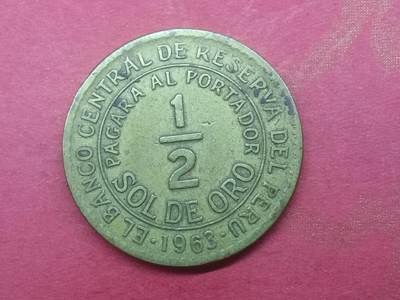 EL BANCO CENTRAL DE RESERVA DEL PERU
PAGARA AL PORTADOR
1
2
SOL DE ORO
·1963·